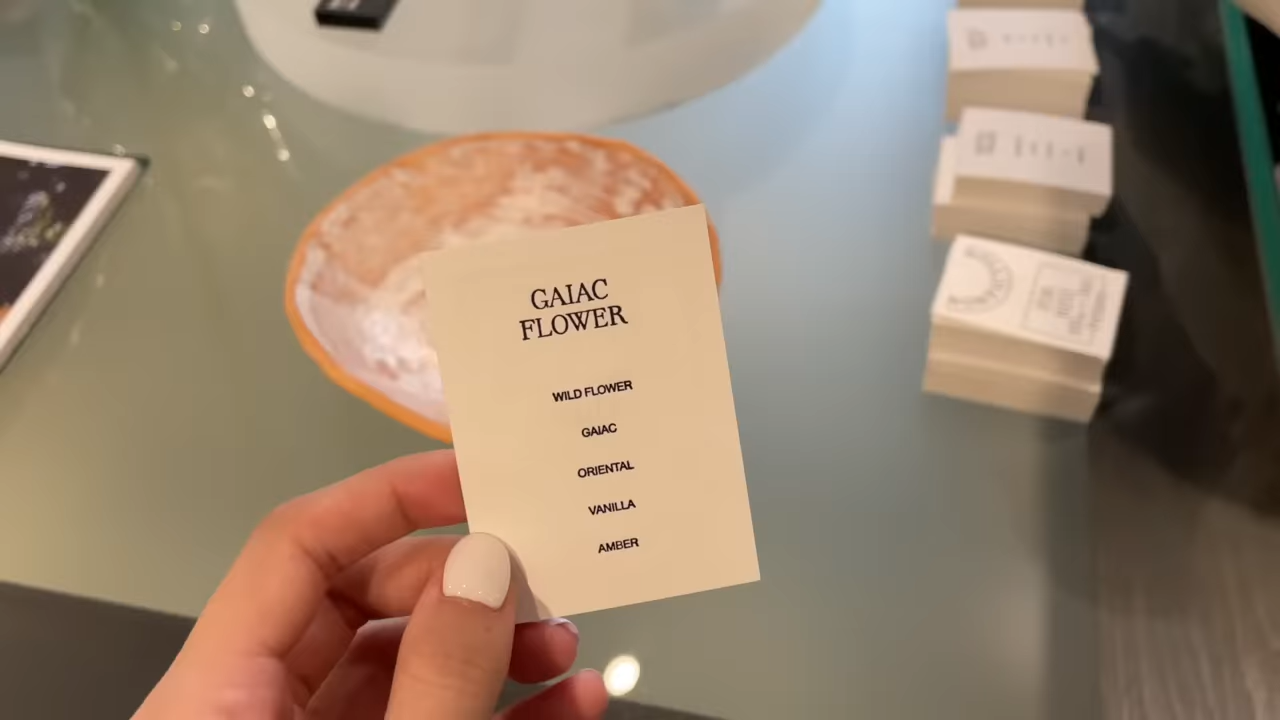 GAIAC
FLOWER
WILD FLOWER
GAIAC
ORIENTAL
VANILLA
AMBER